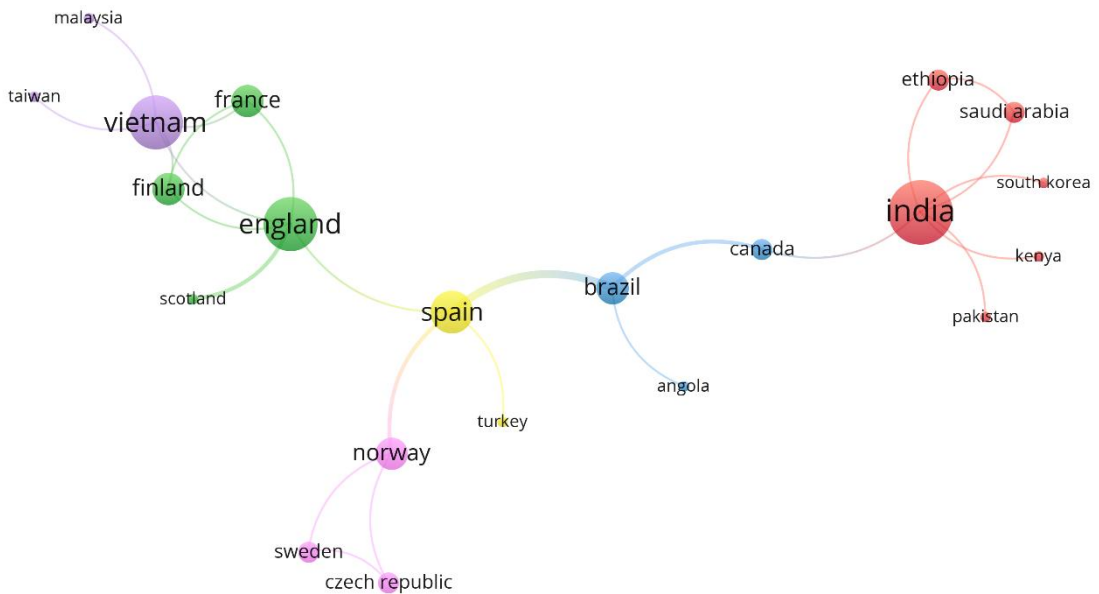 malaysia
taiwan
vietnam
france
finland
england
scotland
spain
turkey
norway
sweden
czech republic
brazil
canada
angola
india
ethiopia
saudi arabia
south korea
kenya
pakistan